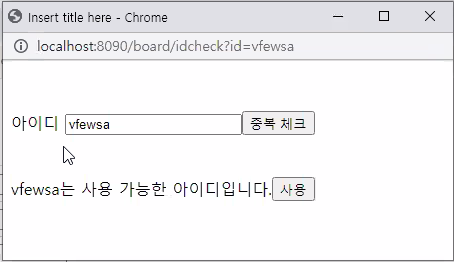 Insert title here - Chrome
localhost:8090/board/idcheck?id=vfewsa
아이디 vfewsa 중복 체크
vfewsa는 사용 가능한 아이디입니다. 사용